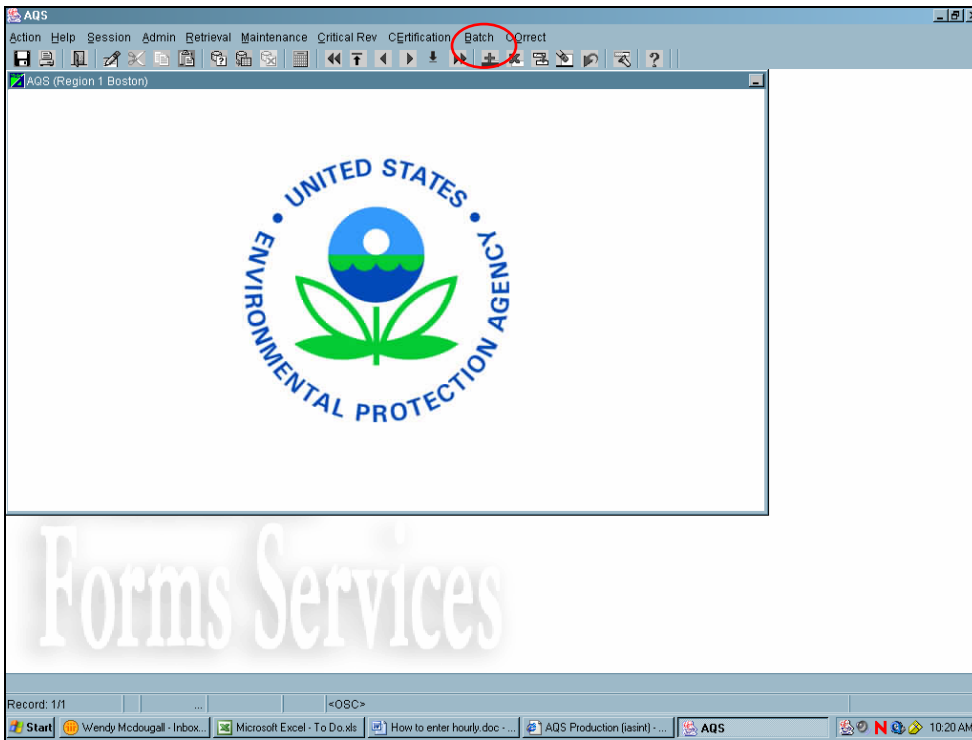 AQS
Action Help Session Admin Retrieval Maintenance Critical Rev CErtification Batch COrrect
AQS (Region 1 Boston)
UNITED STATES
ENVIRONMENTAL PROTECTION AGENCY
Forms Services
Record: 1/1 ... <OSC>
Start Wendy Mcdougall - Inbox... Microsoft Excel - To Do.xls How to enter hourly.doc - ... AQS Production (iasint) - ... AQS N 10:20 AM